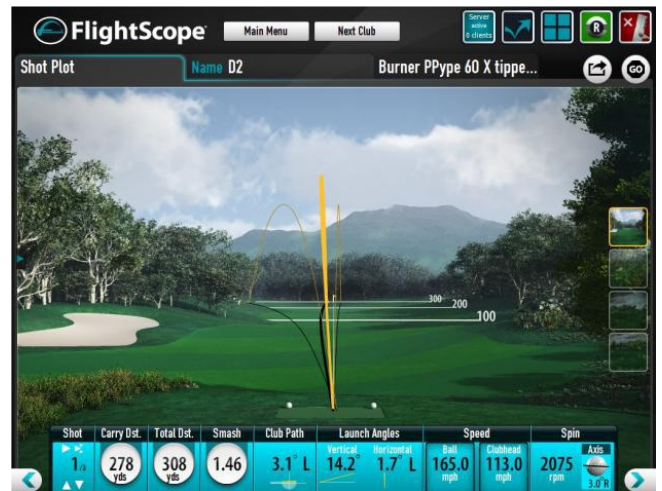 FlightScope
Main Menu
Next Club
Server
active
0 clients
R
Shot Plot
Name D2
Burner PPype 60 X tippe...
GO
300
200
100
Shot
Carry Dst.
Total Dst.
Smash
Club Path
Launch Angles
Speed
Spin
Vertical
Horizontal
Ball
Clubhead
Axis
278
yds
308
yds
1.46
3.1° L
14.2°
1.7° L
165.0
mph
113.0
mph
2075
rpm
3.0 R